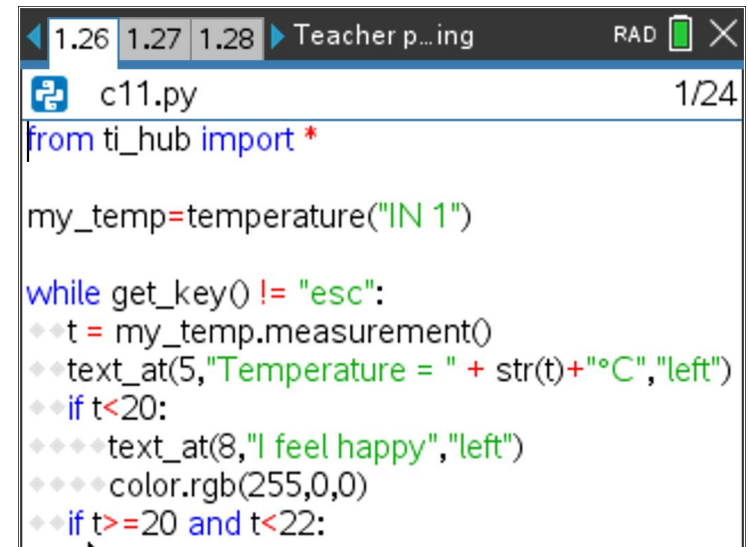 1.26 1.27 1.28 Teacher p...ing RAD
c11.py 1/24
from ti_hub import *
my_temp=temperature("IN 1")
while get_key() != "esc":
t = my_temp.measurement()
text_at(5,"Temperature = " + str(t)+"°C","left")
if t<20:
text_at(8,"I feel happy","left")
color.rgb(255,0,0)
if t>=20 and t<22: